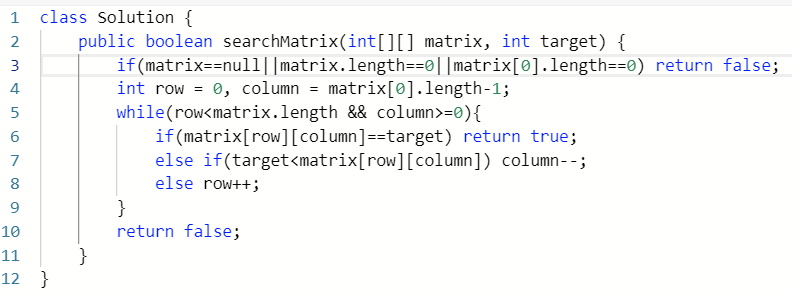 1 class Solution {
2 public boolean searchMatrix(int[][] matrix, int target) {
3 if(matrix==null||matrix.length==0||matrix[0].length==0) return false;
4 int row = 0, column = matrix[0].length-1;
5 while(row<matrix.length && column>=0){
6 if(matrix[row][column]==target) return true;
7 else if(target<matrix[row][column]) column--;
8 else row++;
9 }
10 return false;
11 }
12 }